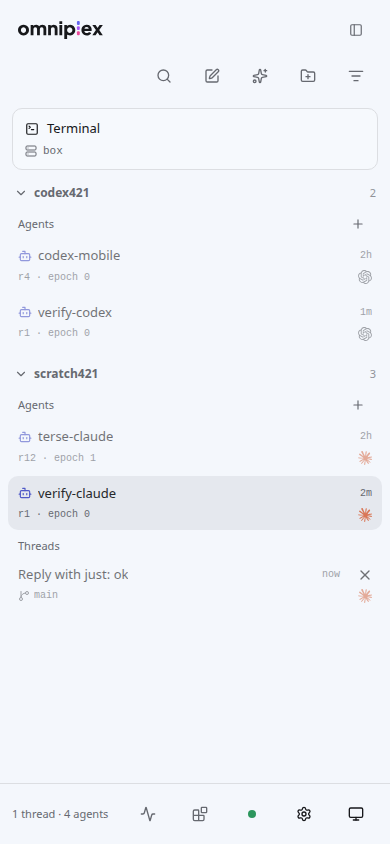 omniplex
Terminal
box
codex421 2
Agents
codex-mobile 2h
r4 · epoch 0
verify-codex 1m
r1 · epoch 0
scratch421 3
Agents
terse-claude 2h
r12 · epoch 1
verify-claude 2m
r1 · epoch 0
Threads
Reply with just: ok now
main
1 thread · 4 agents